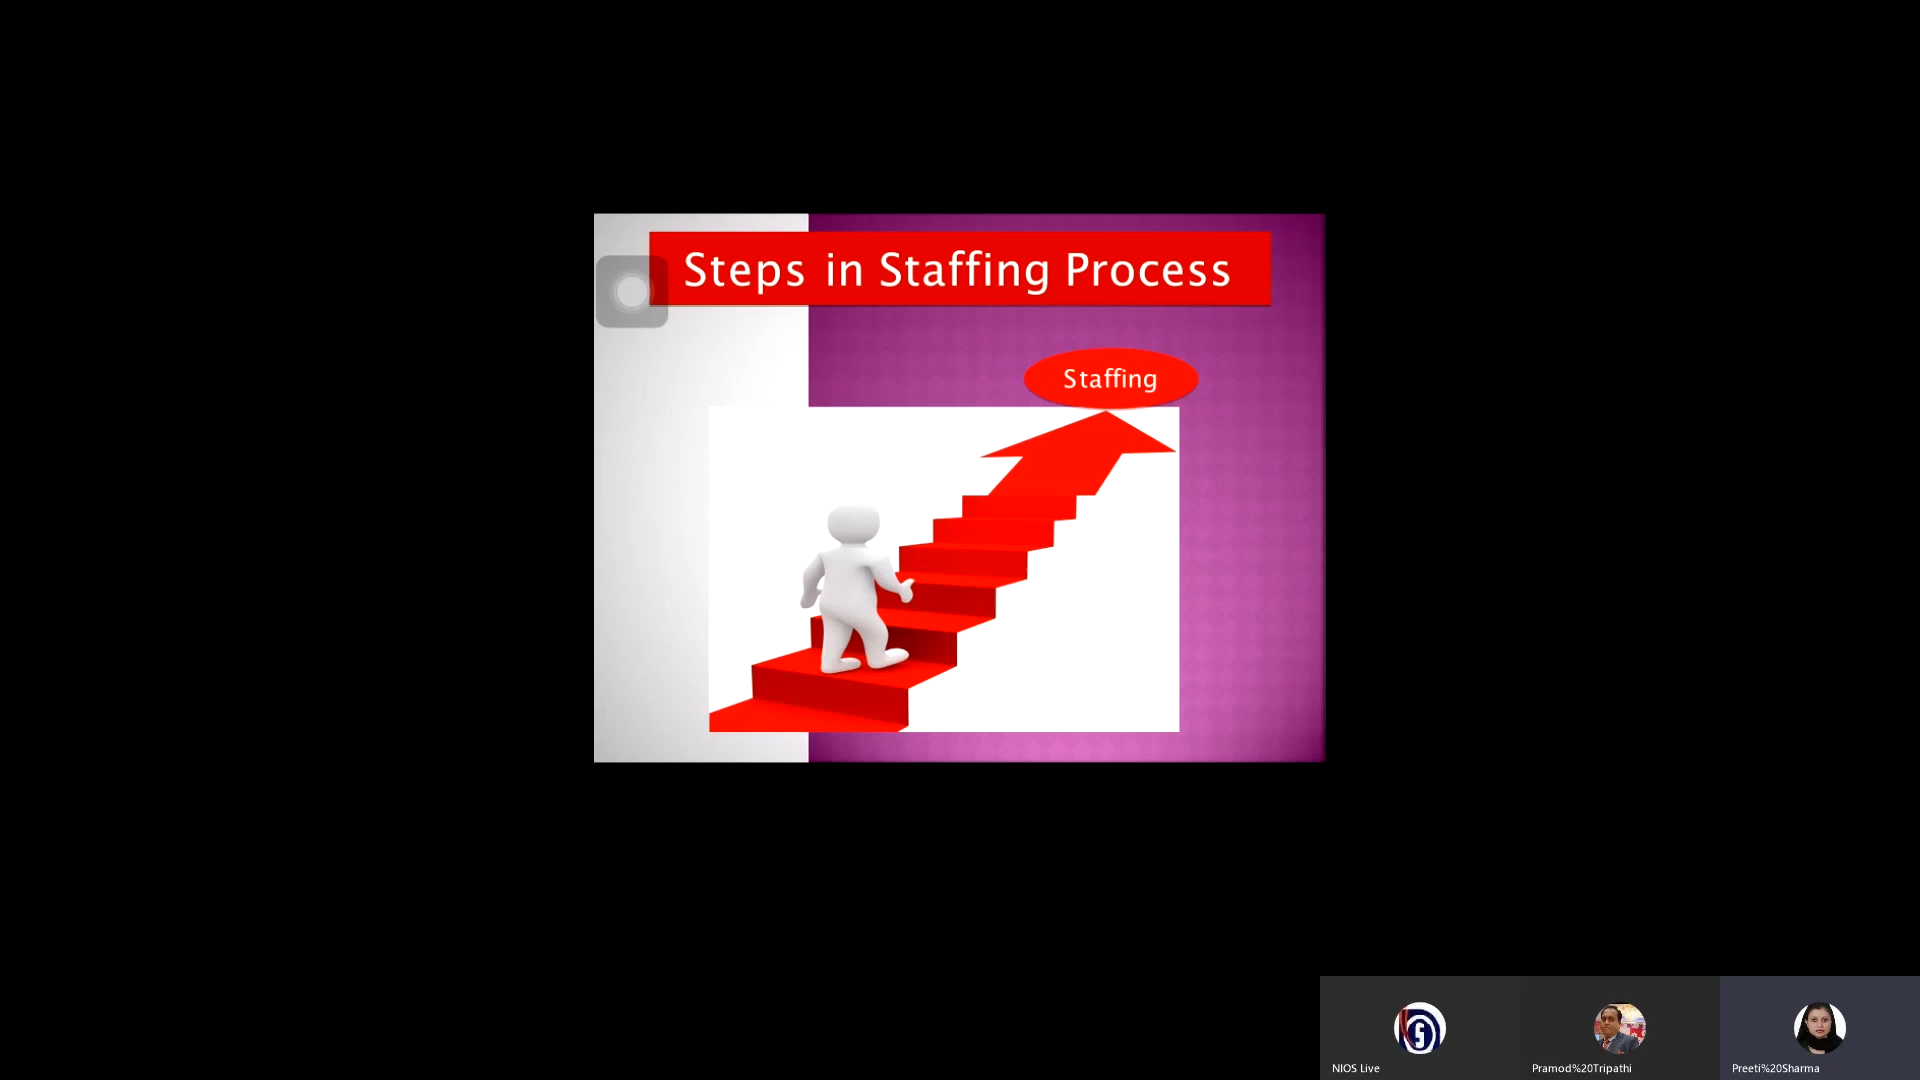 Steps in Staffing Process
Staffing
NIOS Live
Pramod%20Tripathi
Preeti%20Sharma